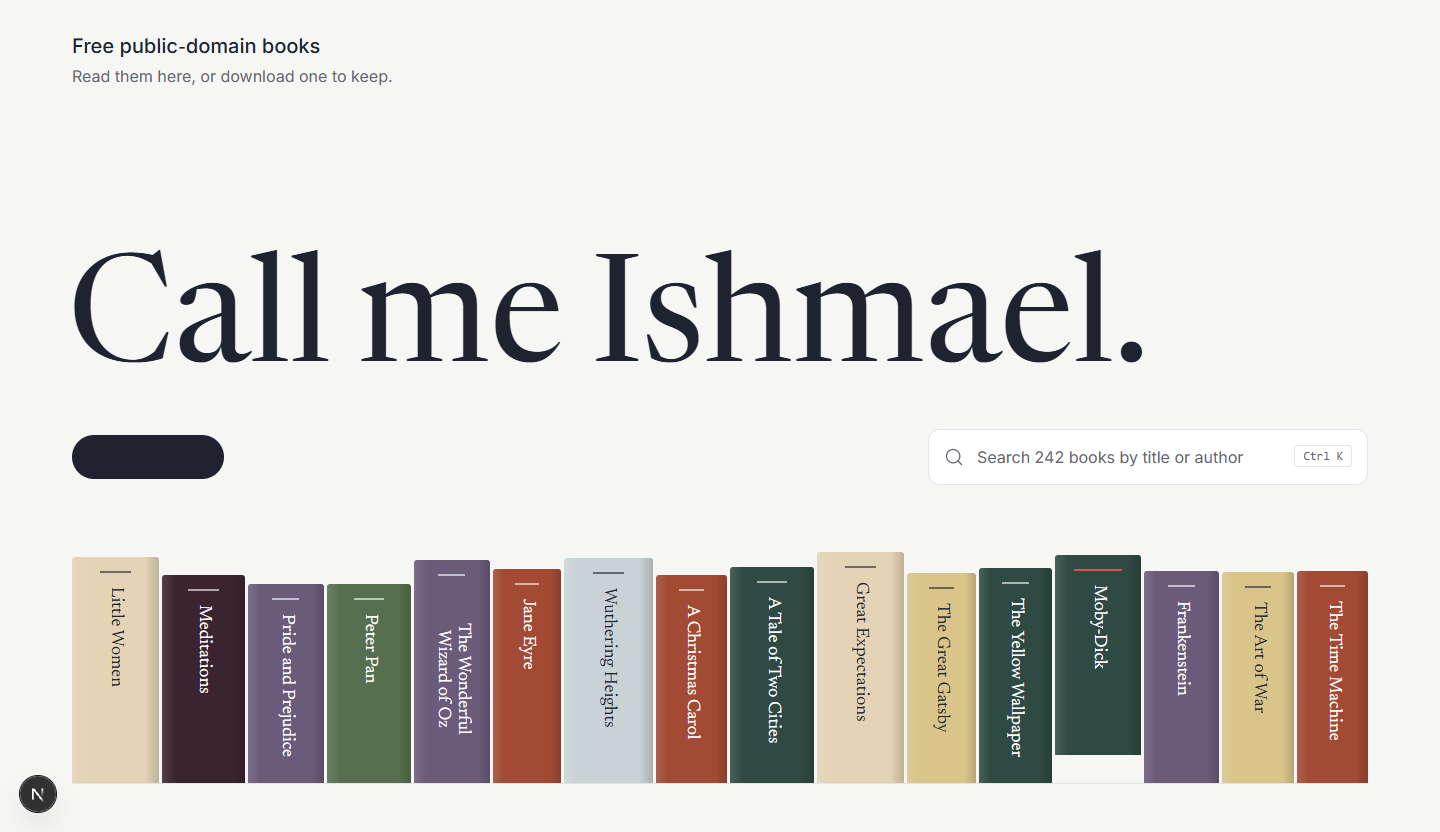 Free public-domain books
Read them here, or download one to keep.
Call me Ishmael.
Search 242 books by title or author
Ctrl K
Little Women
Meditations
Pride and Prejudice
Peter Pan
The Wonderful
Wizard of Oz
Jane Eyre
Wuthering Heights
A Christmas Carol
A Tale of Two Cities
Great Expectations
The Great Gatsby
The Yellow Wallpaper
Moby-Dick
Frankenstein
The Art of War
The Time Machine